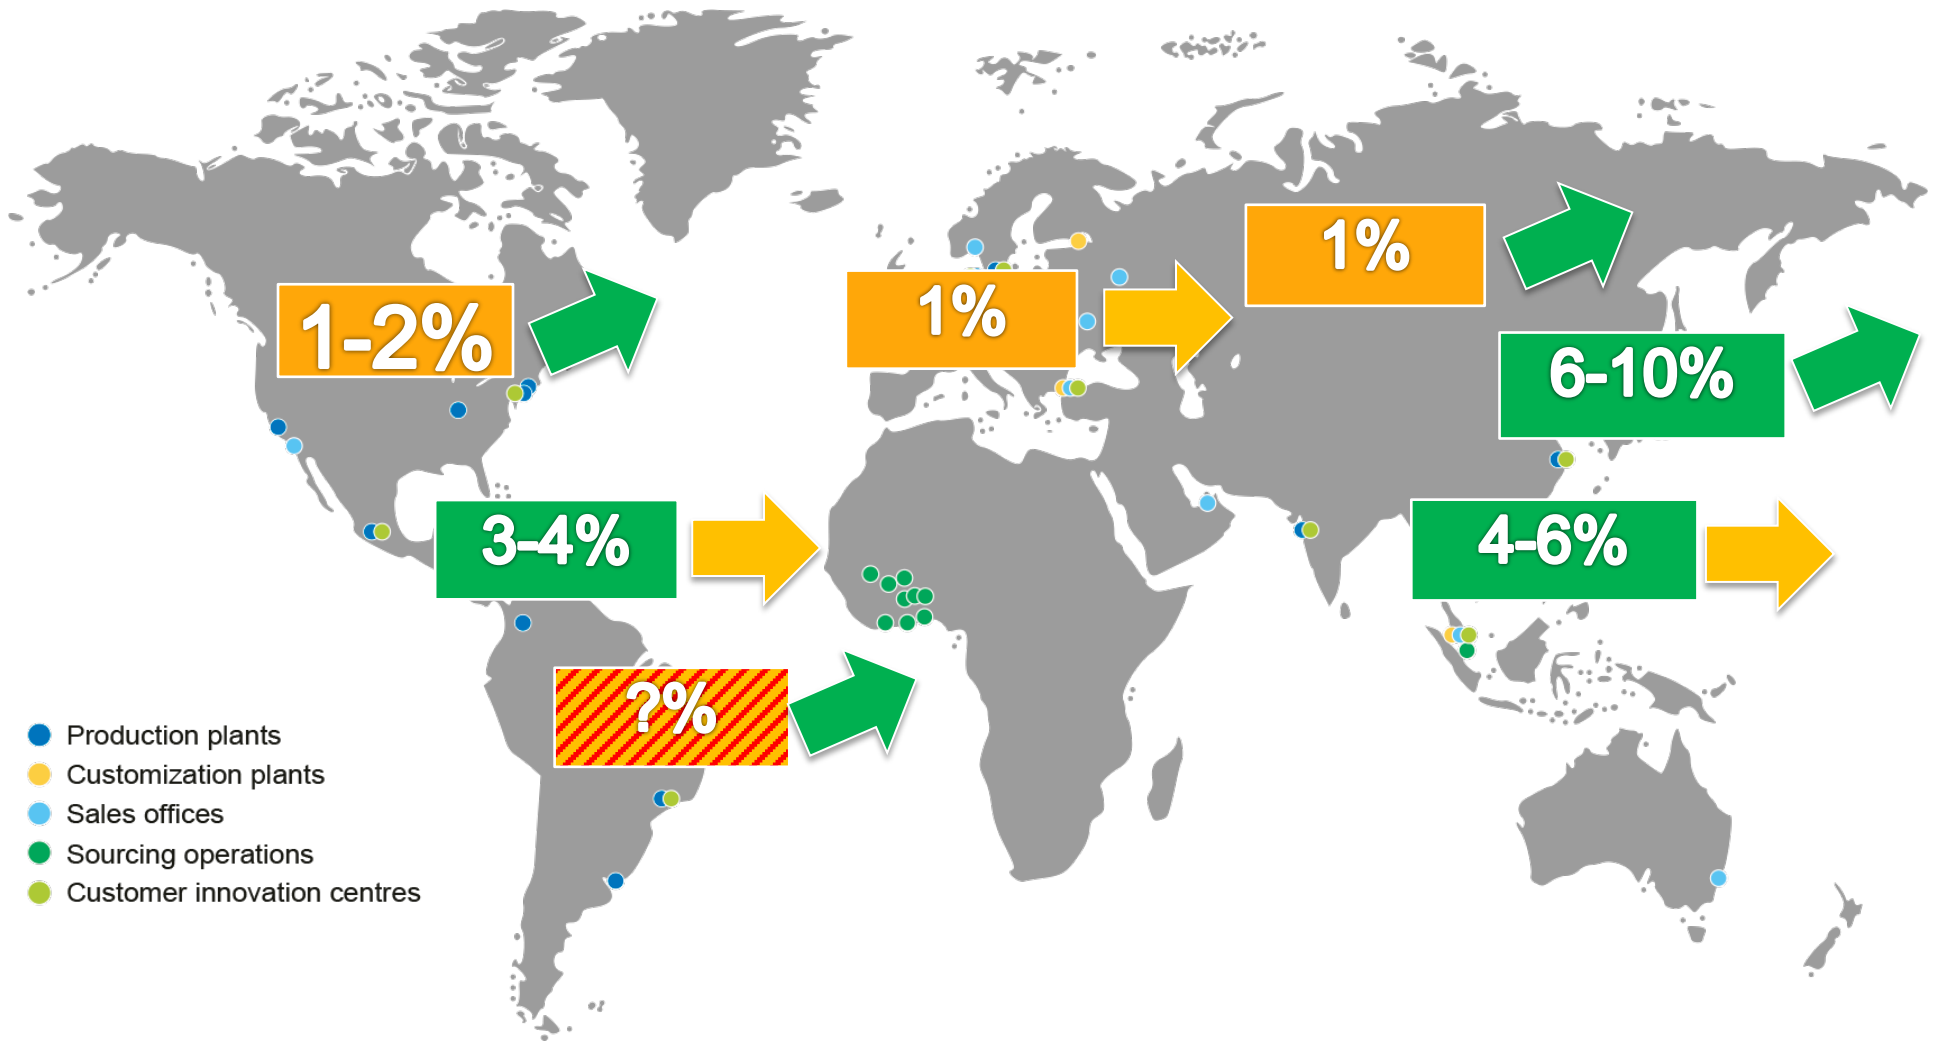 1%
1%
1-2%
6-10%
3-4%
4-6%
?%
Production plants
Customization plants
Sales offices
Sourcing operations
Customer innovation centres